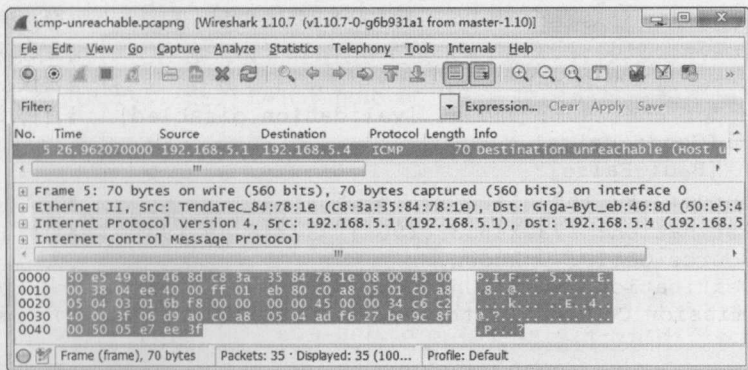 icmp-unreachable.pcapng [Wireshark 1.10.7 (v1.10.7-0-g6b931a1 from master-1.10)]
File Edit View Go Capture Analyze Statistics Telephony Tools Internals Help
Filter: Expression... Clear Apply Save
No. Time Source Destination Protocol Length Info
5 26.962070000 192.168.5.1 192.168.5.4 ICMP 70 Destination unreachable (Host u
Frame 5: 70 bytes on wire (560 bits), 70 bytes captured (560 bits) on interface 0
Ethernet II, Src: TendaTec_84:78:1e (c8:3a:35:84:78:1e), Dst: Giga-Byt_eb:46:8d (50:e5:4
Internet Protocol Version 4, Src: 192.168.5.1 (192.168.5.1), Dst: 192.168.5.4 (192.168.5
Internet Control Message Protocol
0000 50 e5 49 eb 46 8d c8 3a 35 84 78 1e 08 00 45 00 P.I.F..: 5.x...E.
0010 00 38 04 ee 40 00 ff 01 eb 80 c0 a8 05 01 c0 a8 .8..@... ........
0020 05 04 03 01 6b f8 00 00 00 00 45 00 00 34 c6 c2 ....k... ..E..4..
0030 40 00 3f 06 d9 a0 c0 a8 05 04 ad f6 27 be 9c 8f @.?..... ....'...
0040 00 50 05 e7 ee 3f .P...?
Frame (frame), 70 bytes Packets: 35 · Displayed: 35 (100... Profile: Default